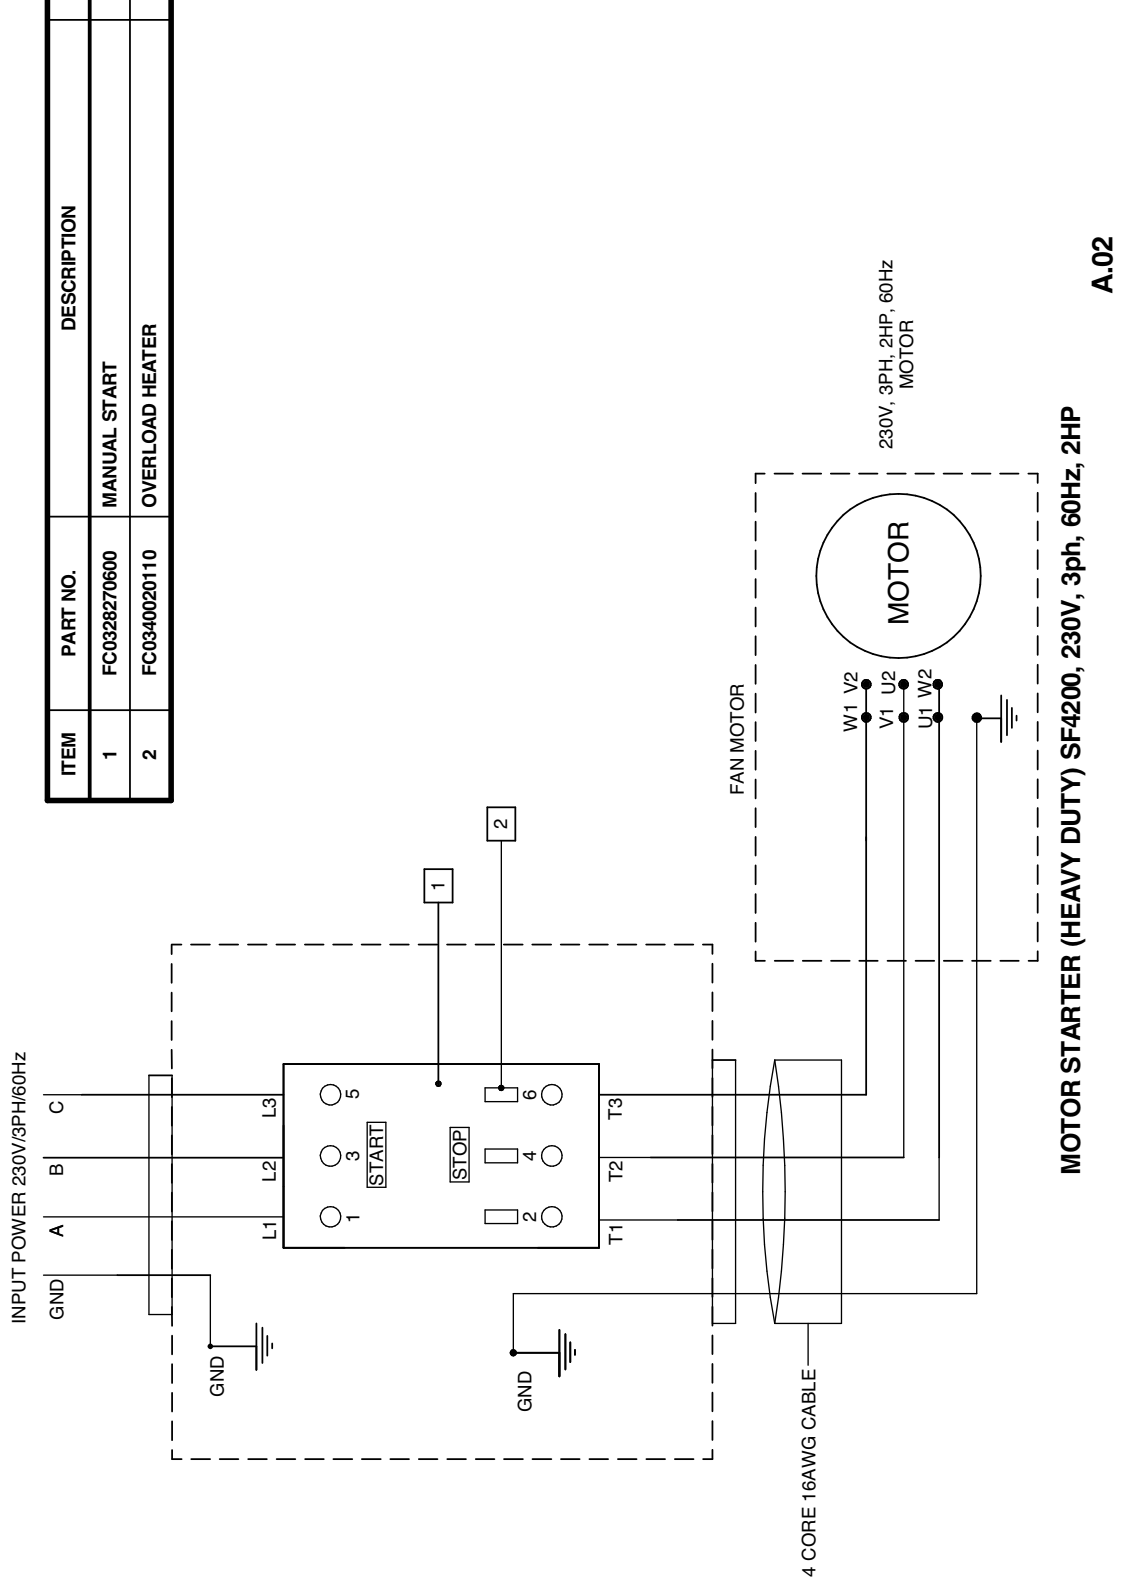 ITEM PART NO. DESCRIPTION
1 FC0328270600 MANUAL START
2 FC0340020110 OVERLOAD HEATER
INPUT POWER 230V/3PH/60Hz
GND A B C
L1 L2 L3
GND
1 3 5
START
1
STOP
2
2 4 6
GND
T1 T2 T3
4 CORE 16AWG CABLE
FAN MOTOR
W1 V2
V1 U2
U1 W2
MOTOR
230V, 3PH, 2HP, 60Hz
MOTOR
MOTOR STARTER (HEAVY DUTY) SF4200, 230V, 3ph, 60Hz, 2HP
A.02